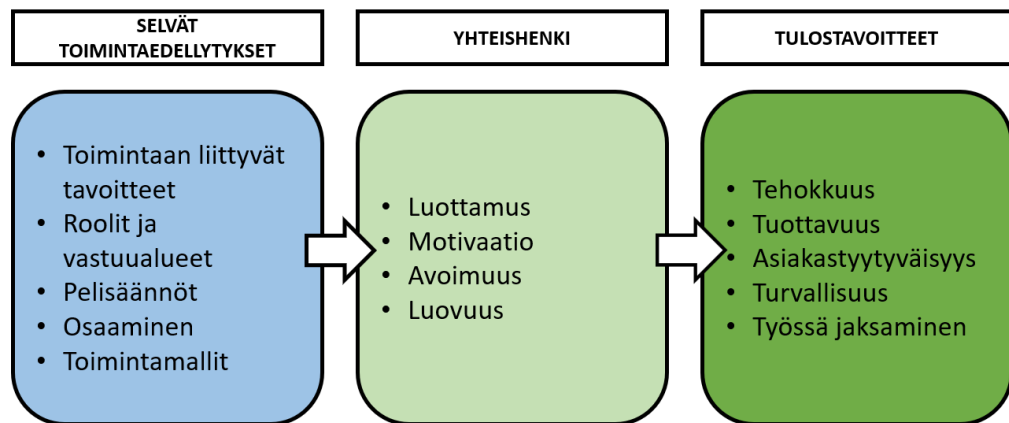 SELVÄT
TOIMINTAEDELLYTYKSET
YHTEISHENKI
TULOSTAVOITTEET
• Toimintaan liittyvät
tavoitteet
• Roolit ja
vastuualueet
• Pelisäännöt
• Osaaminen
• Toimintamallit
• Luottamus
• Motivaatio
• Avoimuus
• Luovuus
• Tehokkuus
• Tuottavuus
• Asiakastyytyväisyys
• Turvallisuus
• Työssä jaksaminen